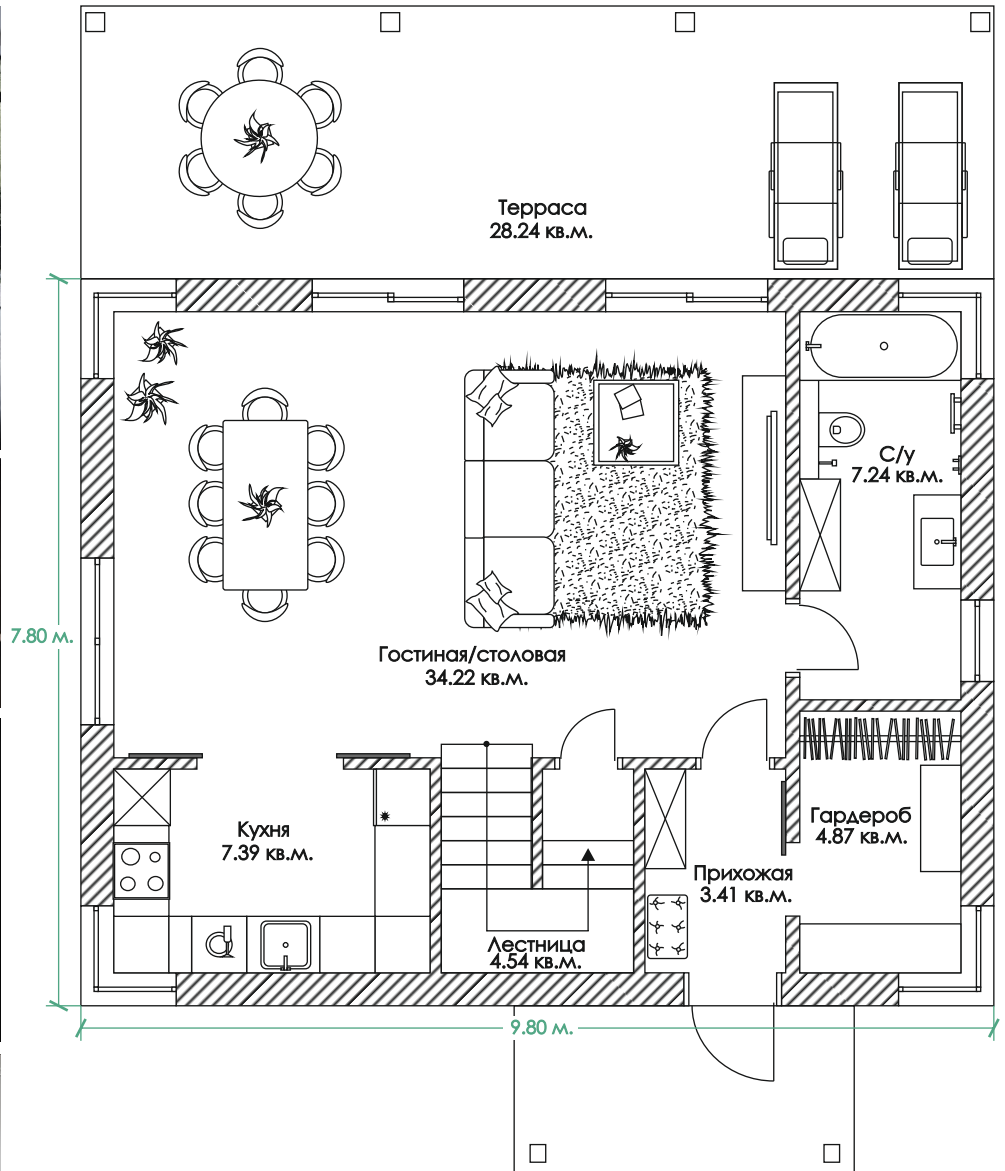 Терраса
28.24 кв.м.
С/у
7.24 кв.м.
7.80 м.
Гостиная/столовая
34.22 кв.м.
Кухня
7.39 кв.м.
Гардероб
4.87 кв.м.
Прихожая
3.41 кв.м.
Лестница
4.54 кв.м.
9.80 м.